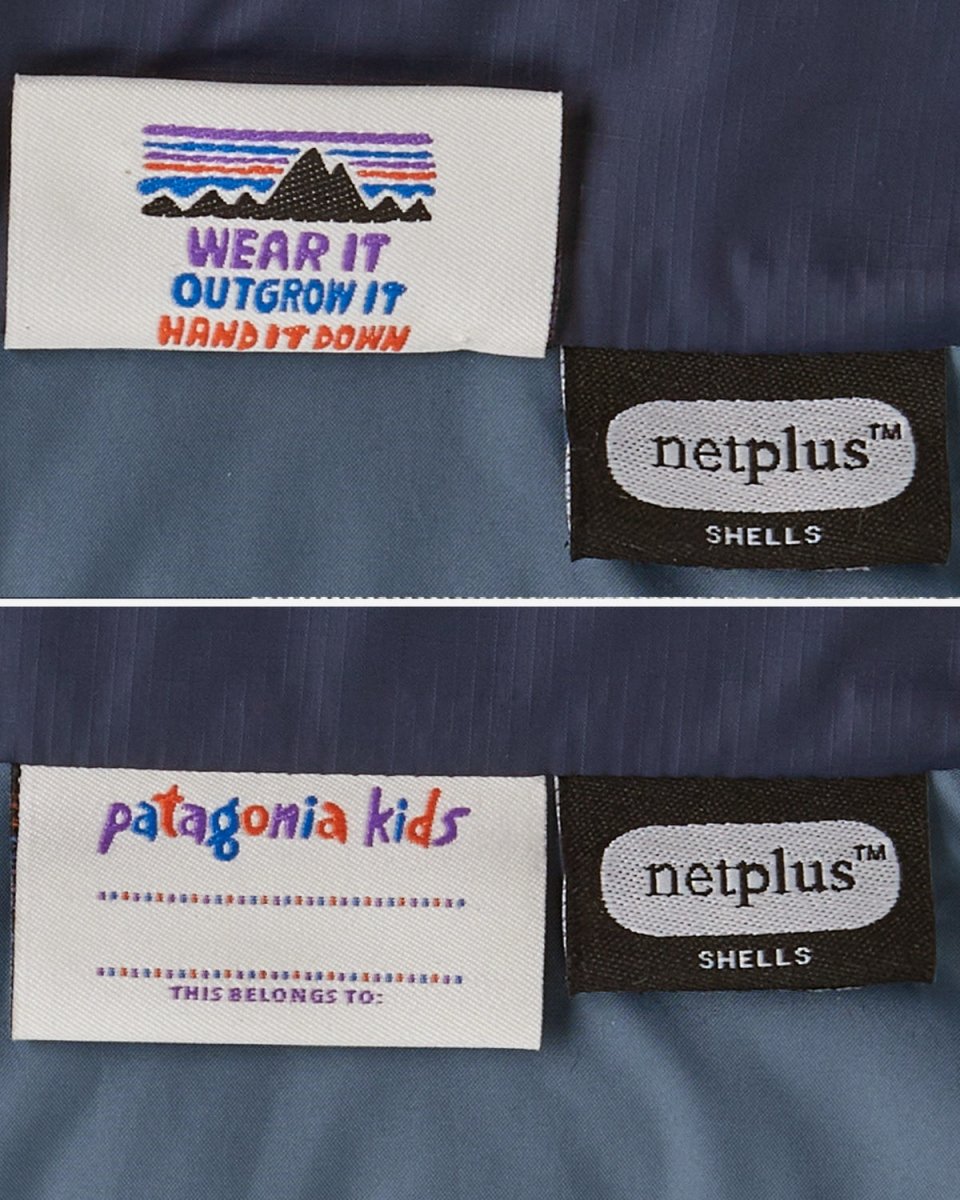 WEAR IT
OUTGROW IT
HAND IT DOWN
netplus™
SHELLS
patagonia kids
THIS BELONGS TO:
netplus™
SHELLS